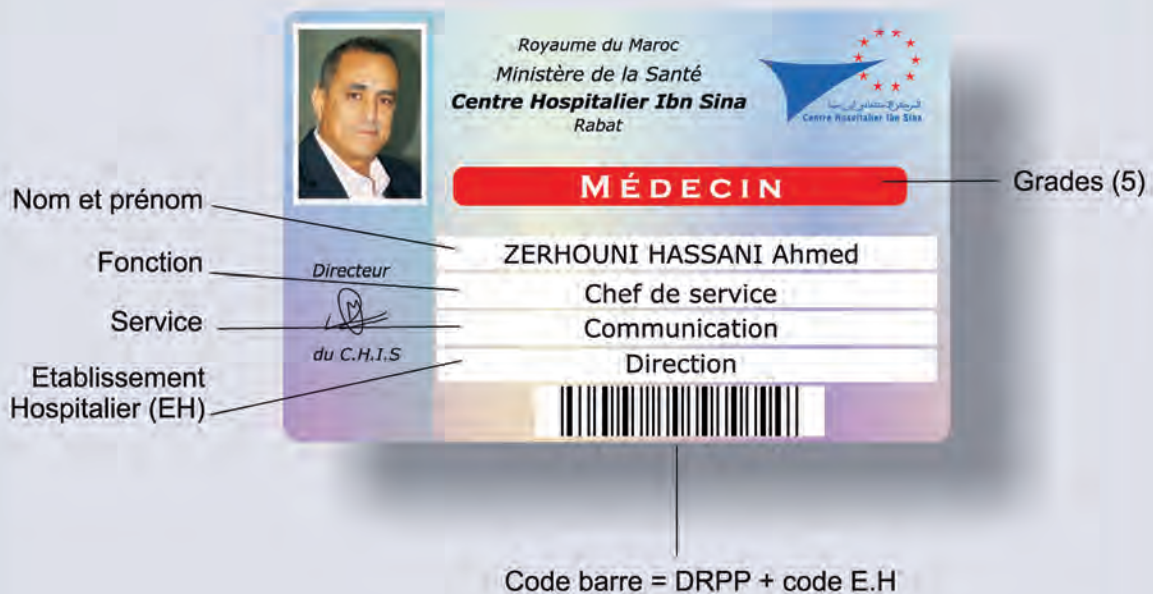 Royaume du Maroc
Ministère de la Santé
Centre Hospitalier Ibn Sina
Rabat
Centre Hospitalier Ibn Sina
MÉDECIN
Grades (5)
Nom et prénom
ZERHOUNI HASSANI Ahmed
Fonction
Directeur
Chef de service
Service
Communication
du C.H.I.S
Direction
Etablissement
Hospitalier (EH)
Code barre = DRPP + code E.H